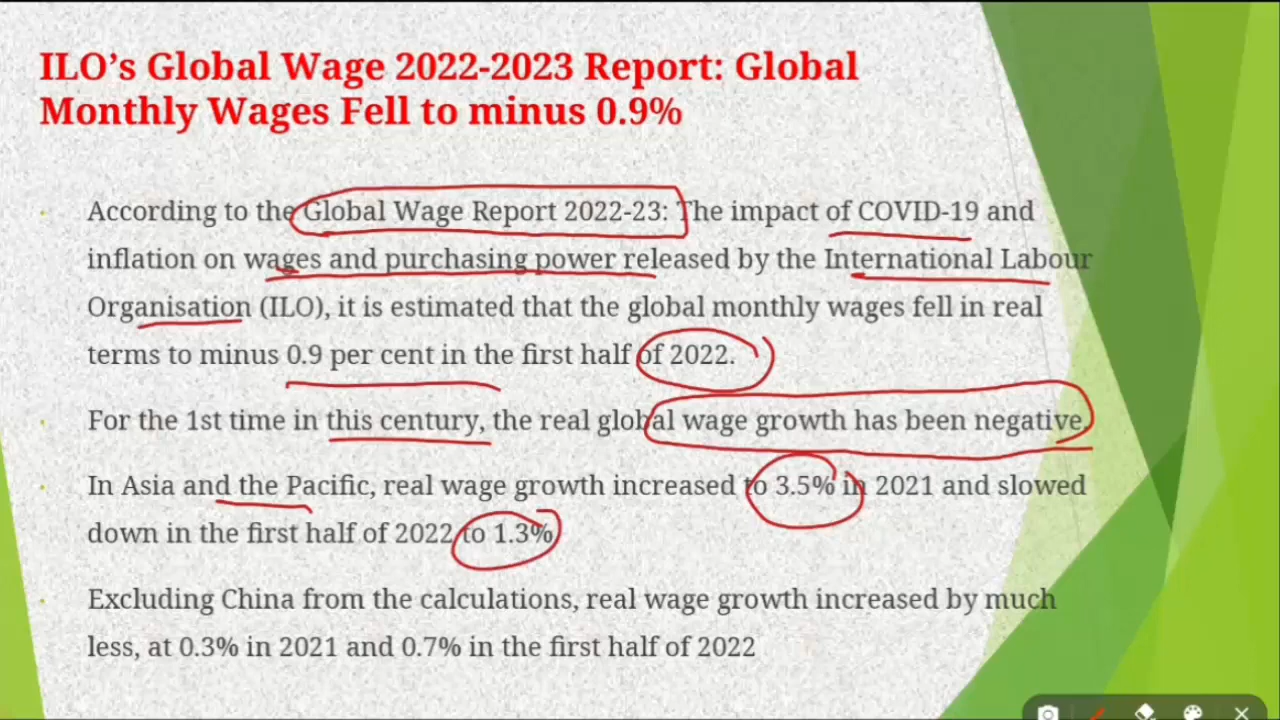 ILO’s Global Wage 2022-2023 Report: Global
Monthly Wages Fell to minus 0.9%
According to the Global Wage Report 2022-23: The impact of COVID-19 and
inflation on wages and purchasing power released by the International Labour
Organisation (ILO), it is estimated that the global monthly wages fell in real
terms to minus 0.9 per cent in the first half of 2022.
For the 1st time in this century, the real global wage growth has been negative.
In Asia and the Pacific, real wage growth increased to 3.5% in 2021 and slowed
down in the first half of 2022 to 1.3%
Excluding China from the calculations, real wage growth increased by much
less, at 0.3% in 2021 and 0.7% in the first half of 2022